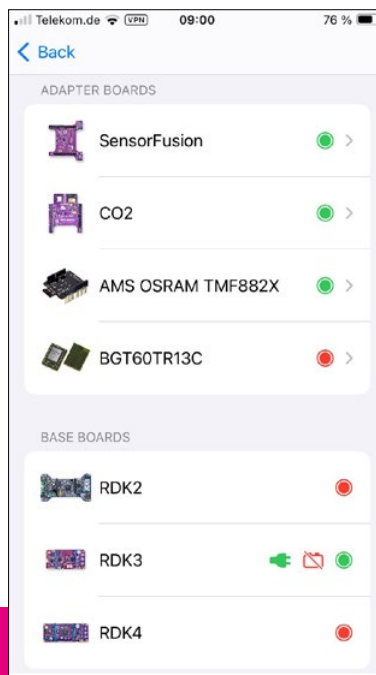 Telekom.de VPN 09:00 76 %
Back
ADAPTER BOARDS
SensorFusion
CO2
AMS OSRAM TMF882X
BGT60TR13C
BASE BOARDS
RDK2
RDK3
RDK4